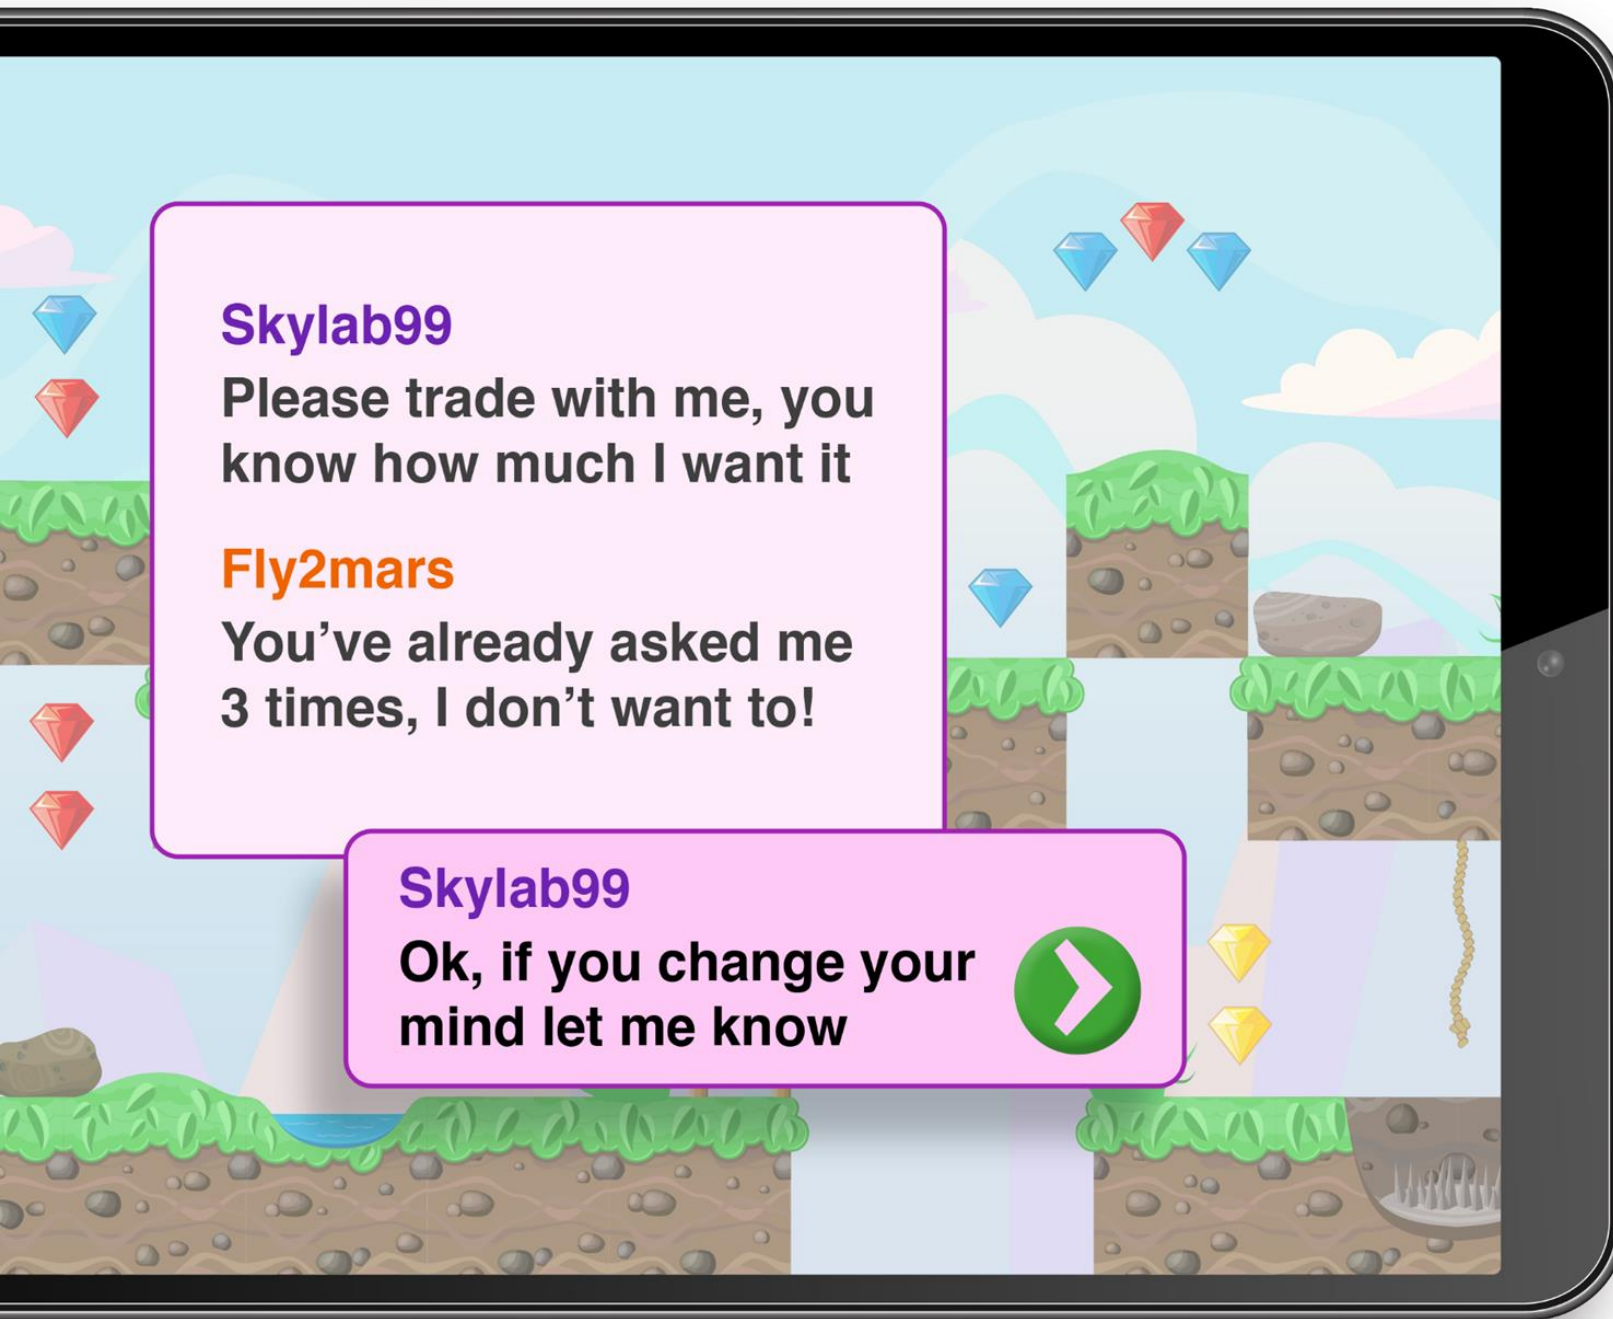 Skylab99
Please trade with me, you
know how much I want it
Fly2mars
You’ve already asked me
3 times, I don’t want to!
Skylab99
Ok, if you change your
mind let me know